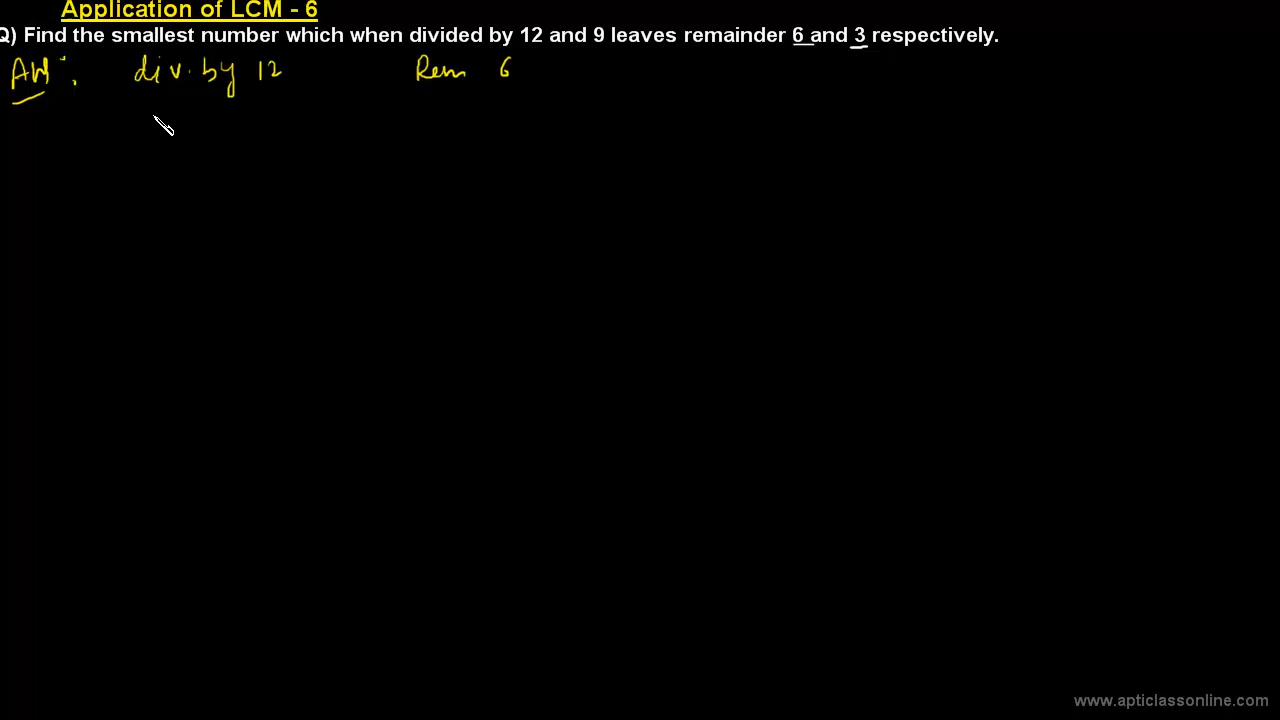 Application of LCM - 6
Q) Find the smallest number which when divided by 12 and 9 leaves remainder 6 and 3 respectively.
Ans: div. by 12 Rem 6
www.apticlassonline.com